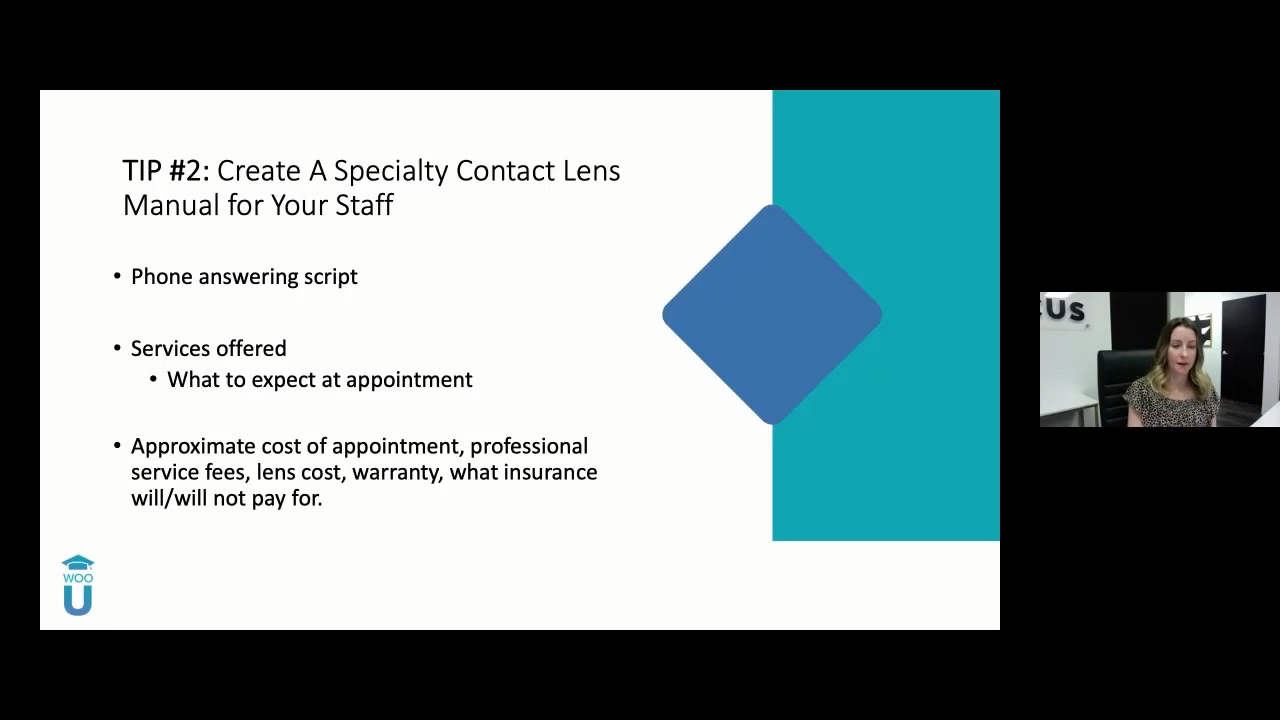 TIP #2: Create A Specialty Contact Lens
Manual for Your Staff
• Phone answering script
• Services offered
• What to expect at appointment
• Approximate cost of appointment, professional
service fees, lens cost, warranty, what insurance
will/will not pay for.
WOO
U
US